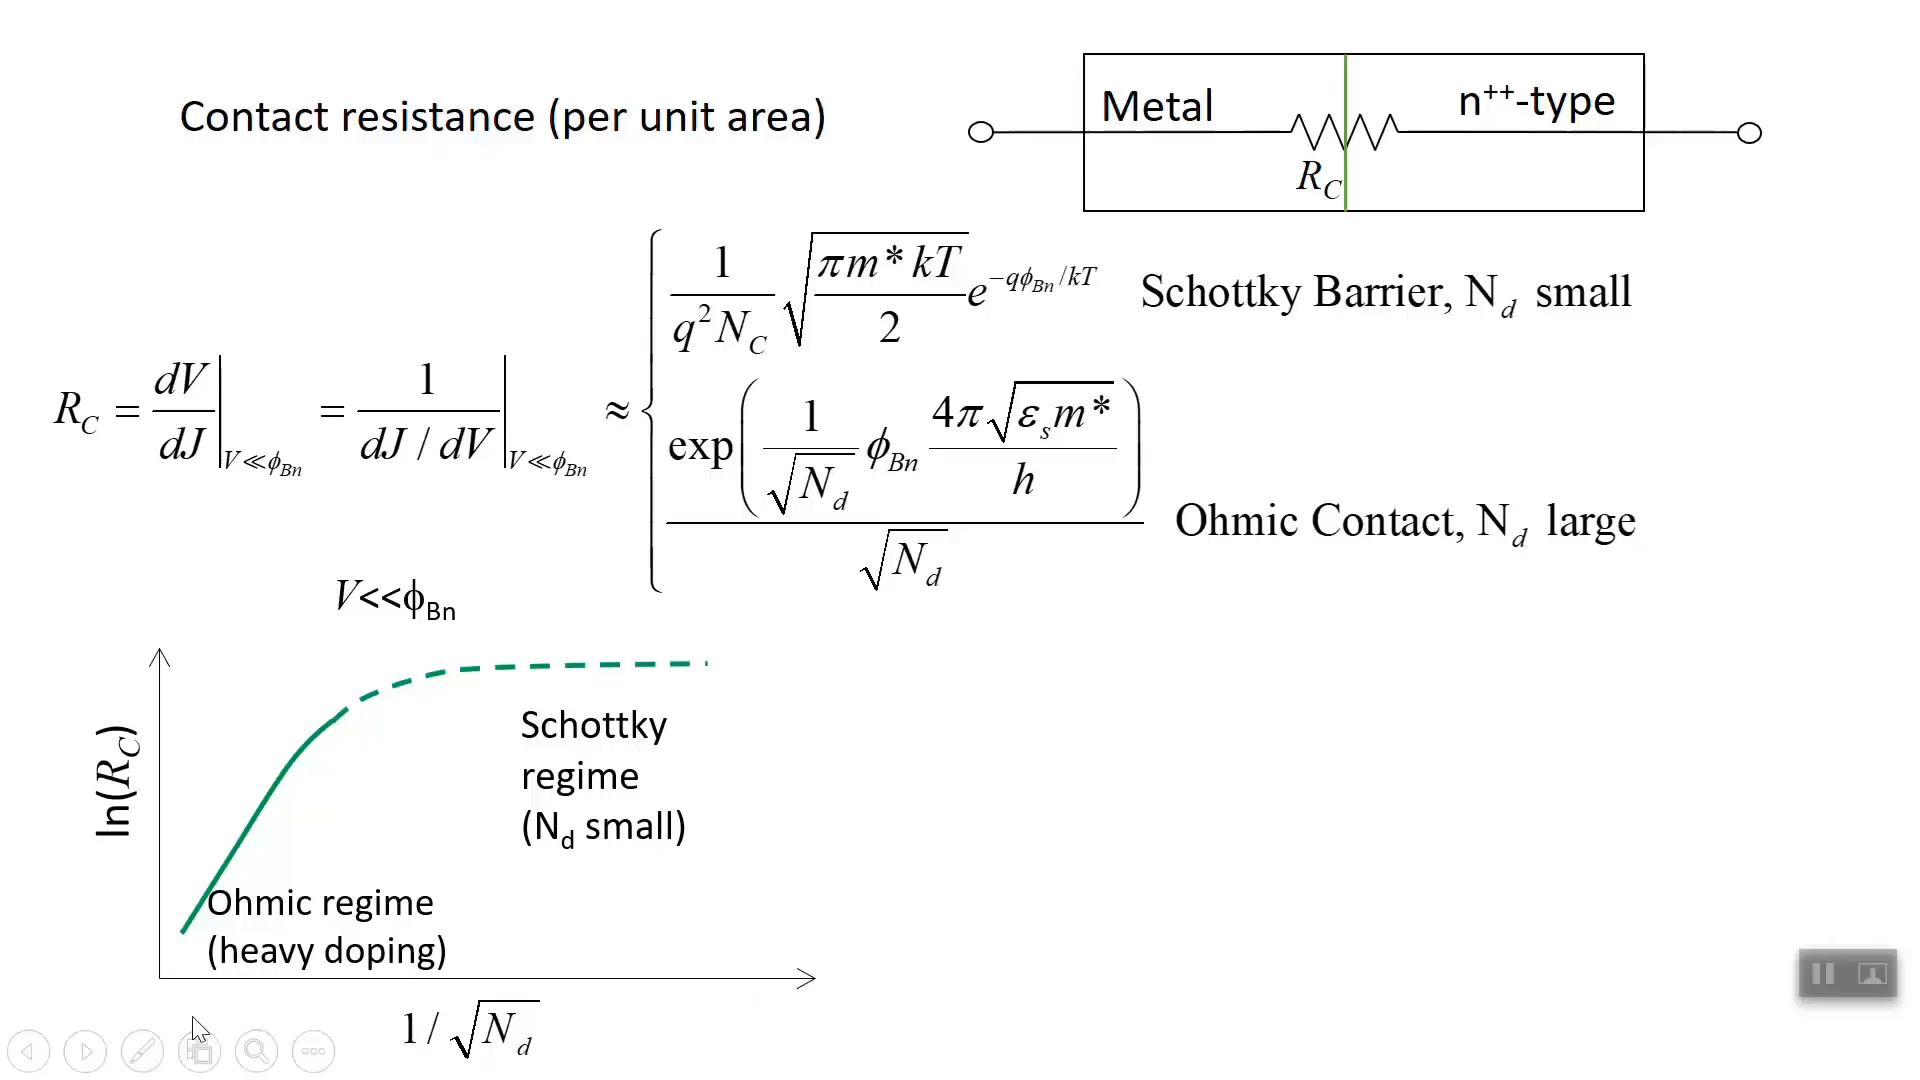 Contact resistance (per unit area)
Metal
n⁺⁺-type
R_C
R_C = dV/dJ |_{V≪ϕ_Bn} = 1/(dJ / dV) |_{V≪ϕ_Bn} ≈ {
1/(q²N_C) √(πm*kT/2) e^{−qϕ_Bn/kT} Schottky Barrier, N_d small
exp(1/√N_d ϕ_Bn 4π√(ε_s m*)/h) / √N_d Ohmic Contact, N_d large
V<<ϕ_Bn
ln(R_C)
Schottky
regime
(N_d small)
Ohmic regime
(heavy doping)
1/√N_d